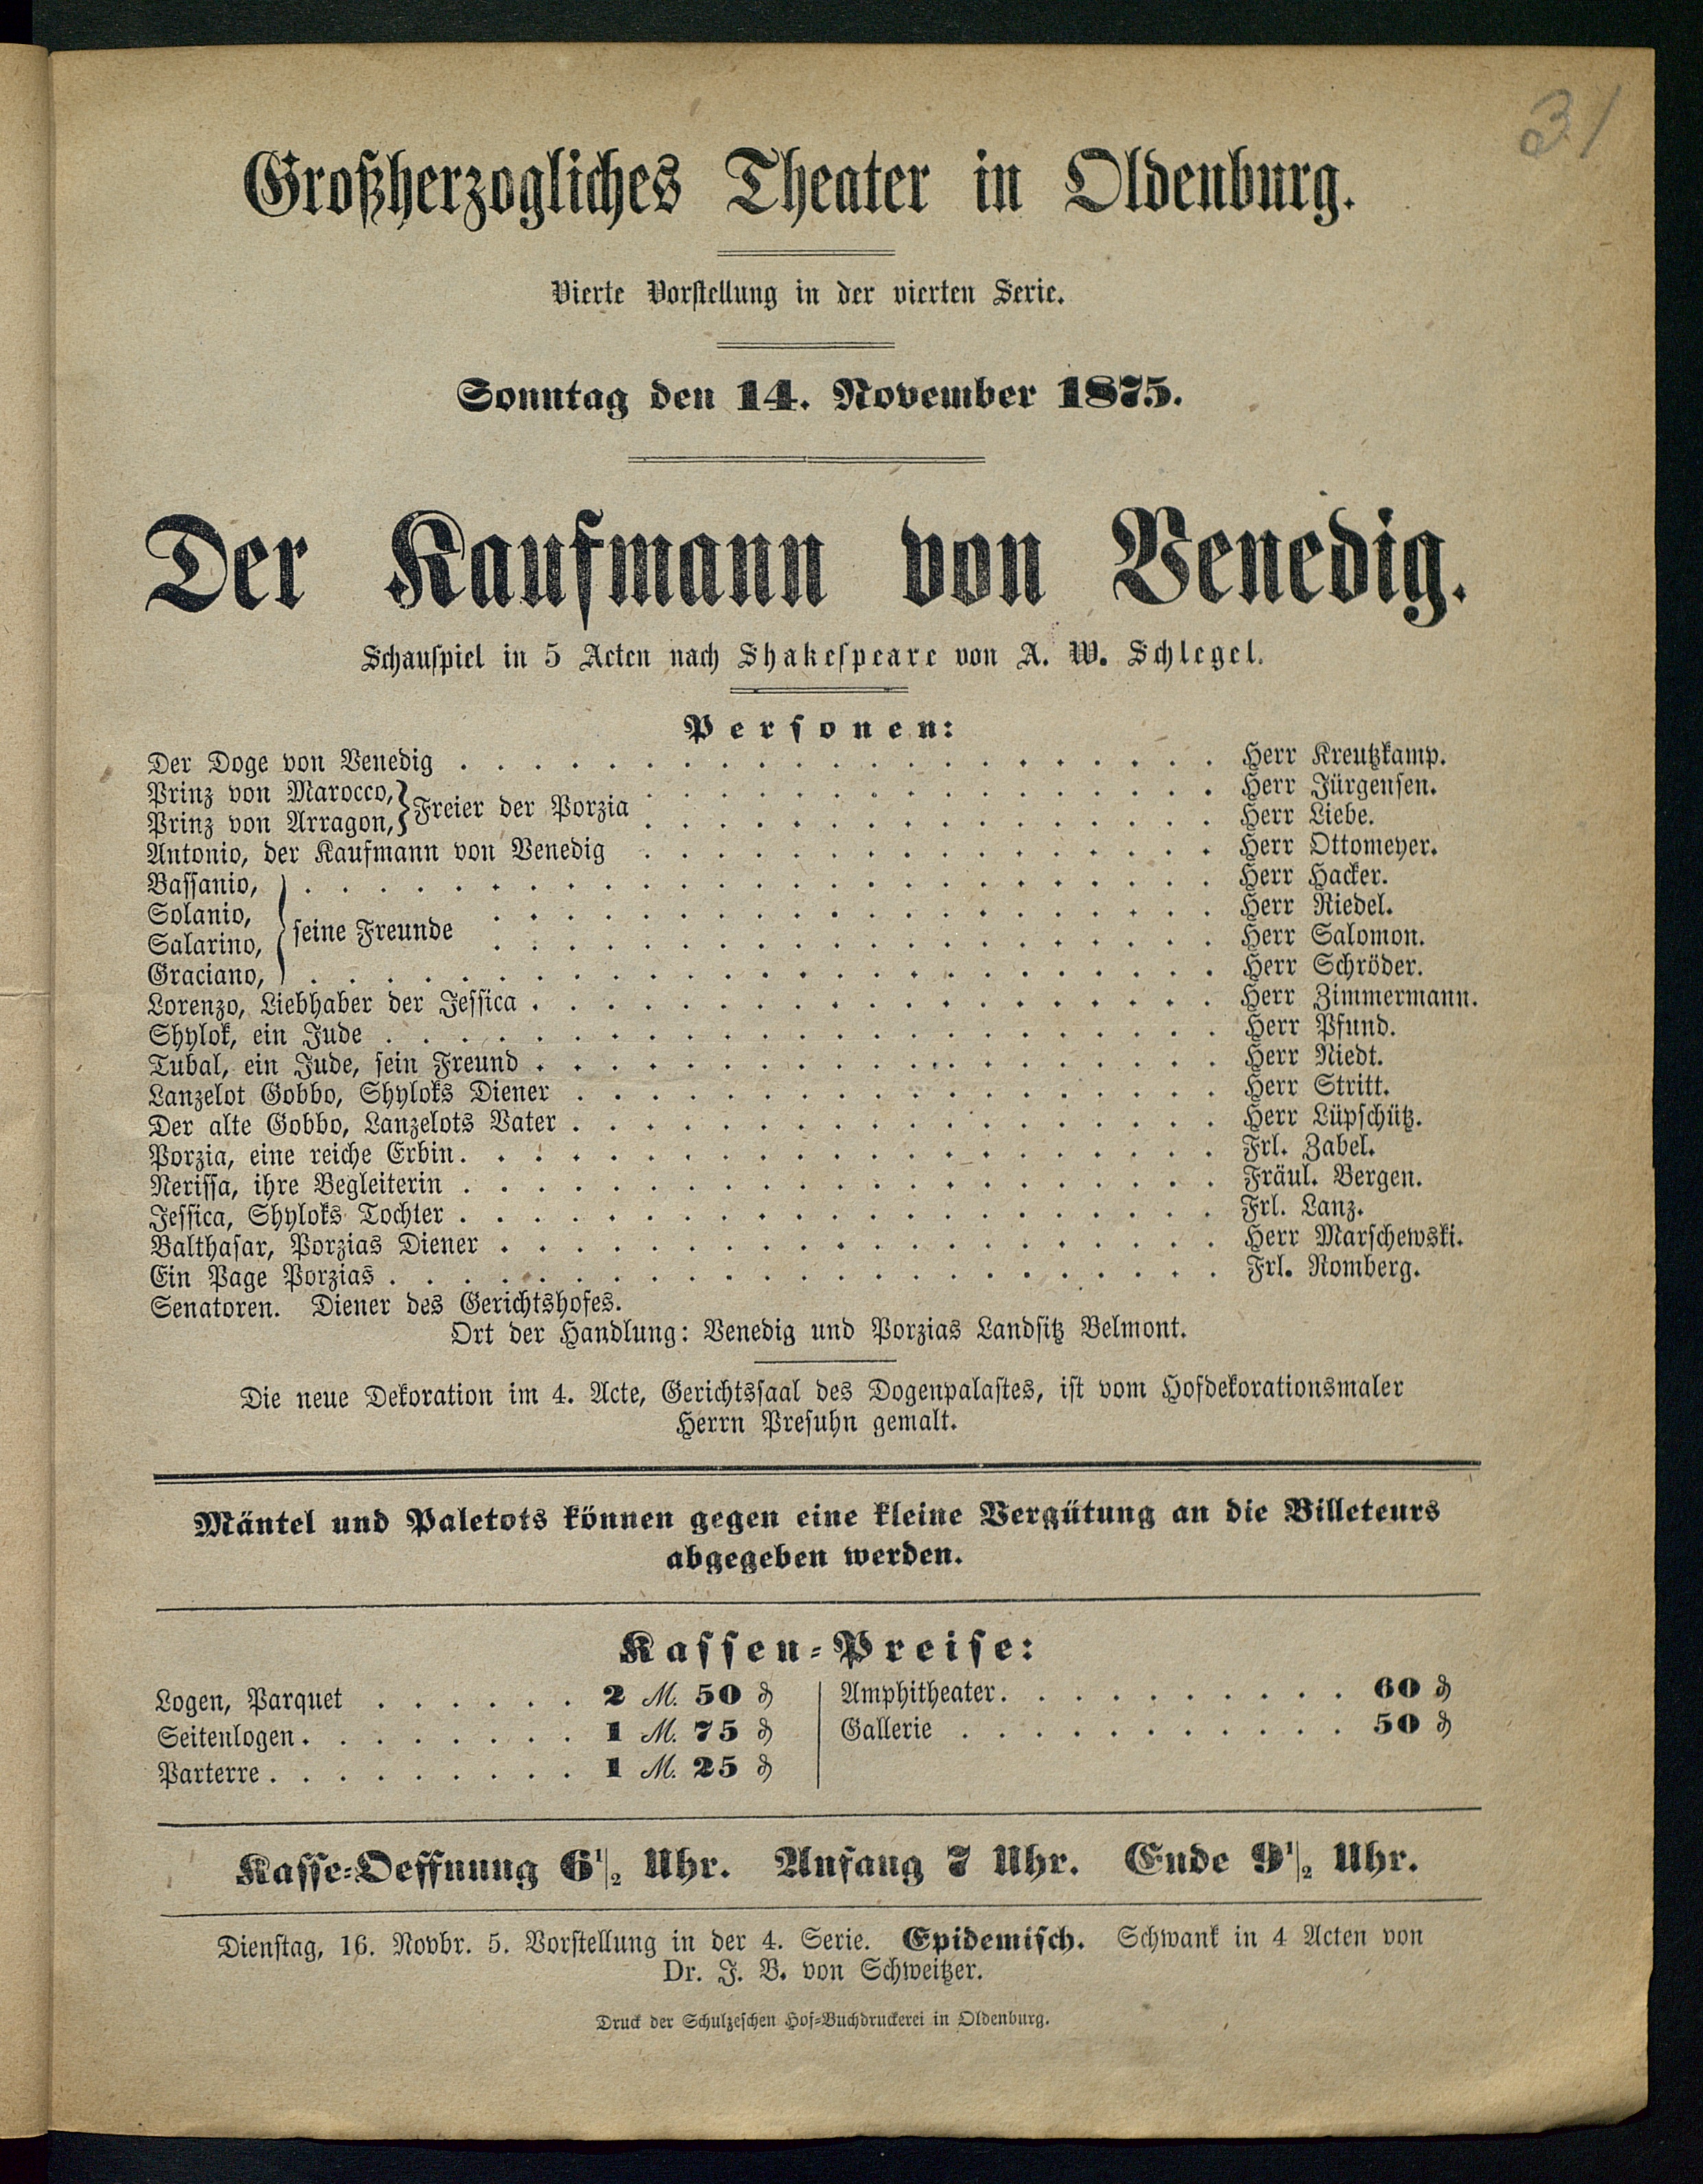 31
Großherzogliches Theater in Oldenburg.
Vierte Vorstellung in der vierten Serie.
Sonntag den 14. November 1875.
Der Kaufmann von Venedig.
Schauspiel in 5 Acten nach Shakespeare von A. W. Schlegel.
Personen:
Der Doge von Venedig . . . . . . . . . . Herr Kreutzkamp.
Prinz von Marocco, . . . . . . . . . . Herr Jürgensen.
} Freier der Porzia
Prinz von Arragon, . . . . . . . . . . Herr Liebe.
Antonio, der Kaufmann von Venedig . . . . . . . . . . Herr Ottomeyer.
Bassanio, . . . . . . . . . . Herr Hacker.
Solanio, . . . . . . . . . . Herr Riedel.
} seine Freunde
Salarino, . . . . . . . . . . Herr Salomon.
Graciano, . . . . . . . . . . Herr Schröder.
Lorenzo, Liebhaber der Jessica . . . . . . . . . . Herr Zimmermann.
Shylok, ein Jude . . . . . . . . . . Herr Pfund.
Tubal, ein Jude, sein Freund . . . . . . . . . . Herr Niedt.
Lanzelot Gobbo, Shyloks Diener . . . . . . . . . . Herr Stritt.
Der alte Gobbo, Lanzelots Vater . . . . . . . . . . Herr Lüpschütz.
Porzia, eine reiche Erbin . . . . . . . . . . Frl. Zabel.
Nerissa, ihre Begleiterin . . . . . . . . . . Fräul. Bergen.
Jessica, Shyloks Tochter . . . . . . . . . . Frl. Lanz.
Balthasar, Porzias Diener . . . . . . . . . . Herr Marschewski.
Ein Page Porzias . . . . . . . . . . Frl. Romberg.
Senatoren. Diener des Gerichtshofes.
Ort der Handlung: Venedig und Porzias Landsitz Belmont.
Die neue Dekoration im 4. Acte, Gerichtssaal des Dogenpalastes, ist vom Hofdekorationsmaler
Herrn Presuhn gemalt.
Mäntel und Paletots können gegen eine kleine Vergütung an die Billeteurs
abgegeben werden.
Kassen-Preise:
Logen, Parquet . . . . . . 2 M. 50 ₰ | Amphitheater . . . . . . . . . . 60 ₰
Seitenlogen . . . . . . . . 1 M. 75 ₰ | Gallerie . . . . . . . . . . . 50 ₰
Parterre . . . . . . . . . 1 M. 25 ₰
Kasse-Oeffnung 6½ Uhr. Anfang 7 Uhr. Ende 9½ Uhr.
Dienstag, 16. Novbr. 5. Vorstellung in der 4. Serie. Epidemisch. Schwank in 4 Acten von
Dr. J. B. von Schweitzer.
Druck der Schulzeschen Hof-Buchdruckerei in Oldenburg.